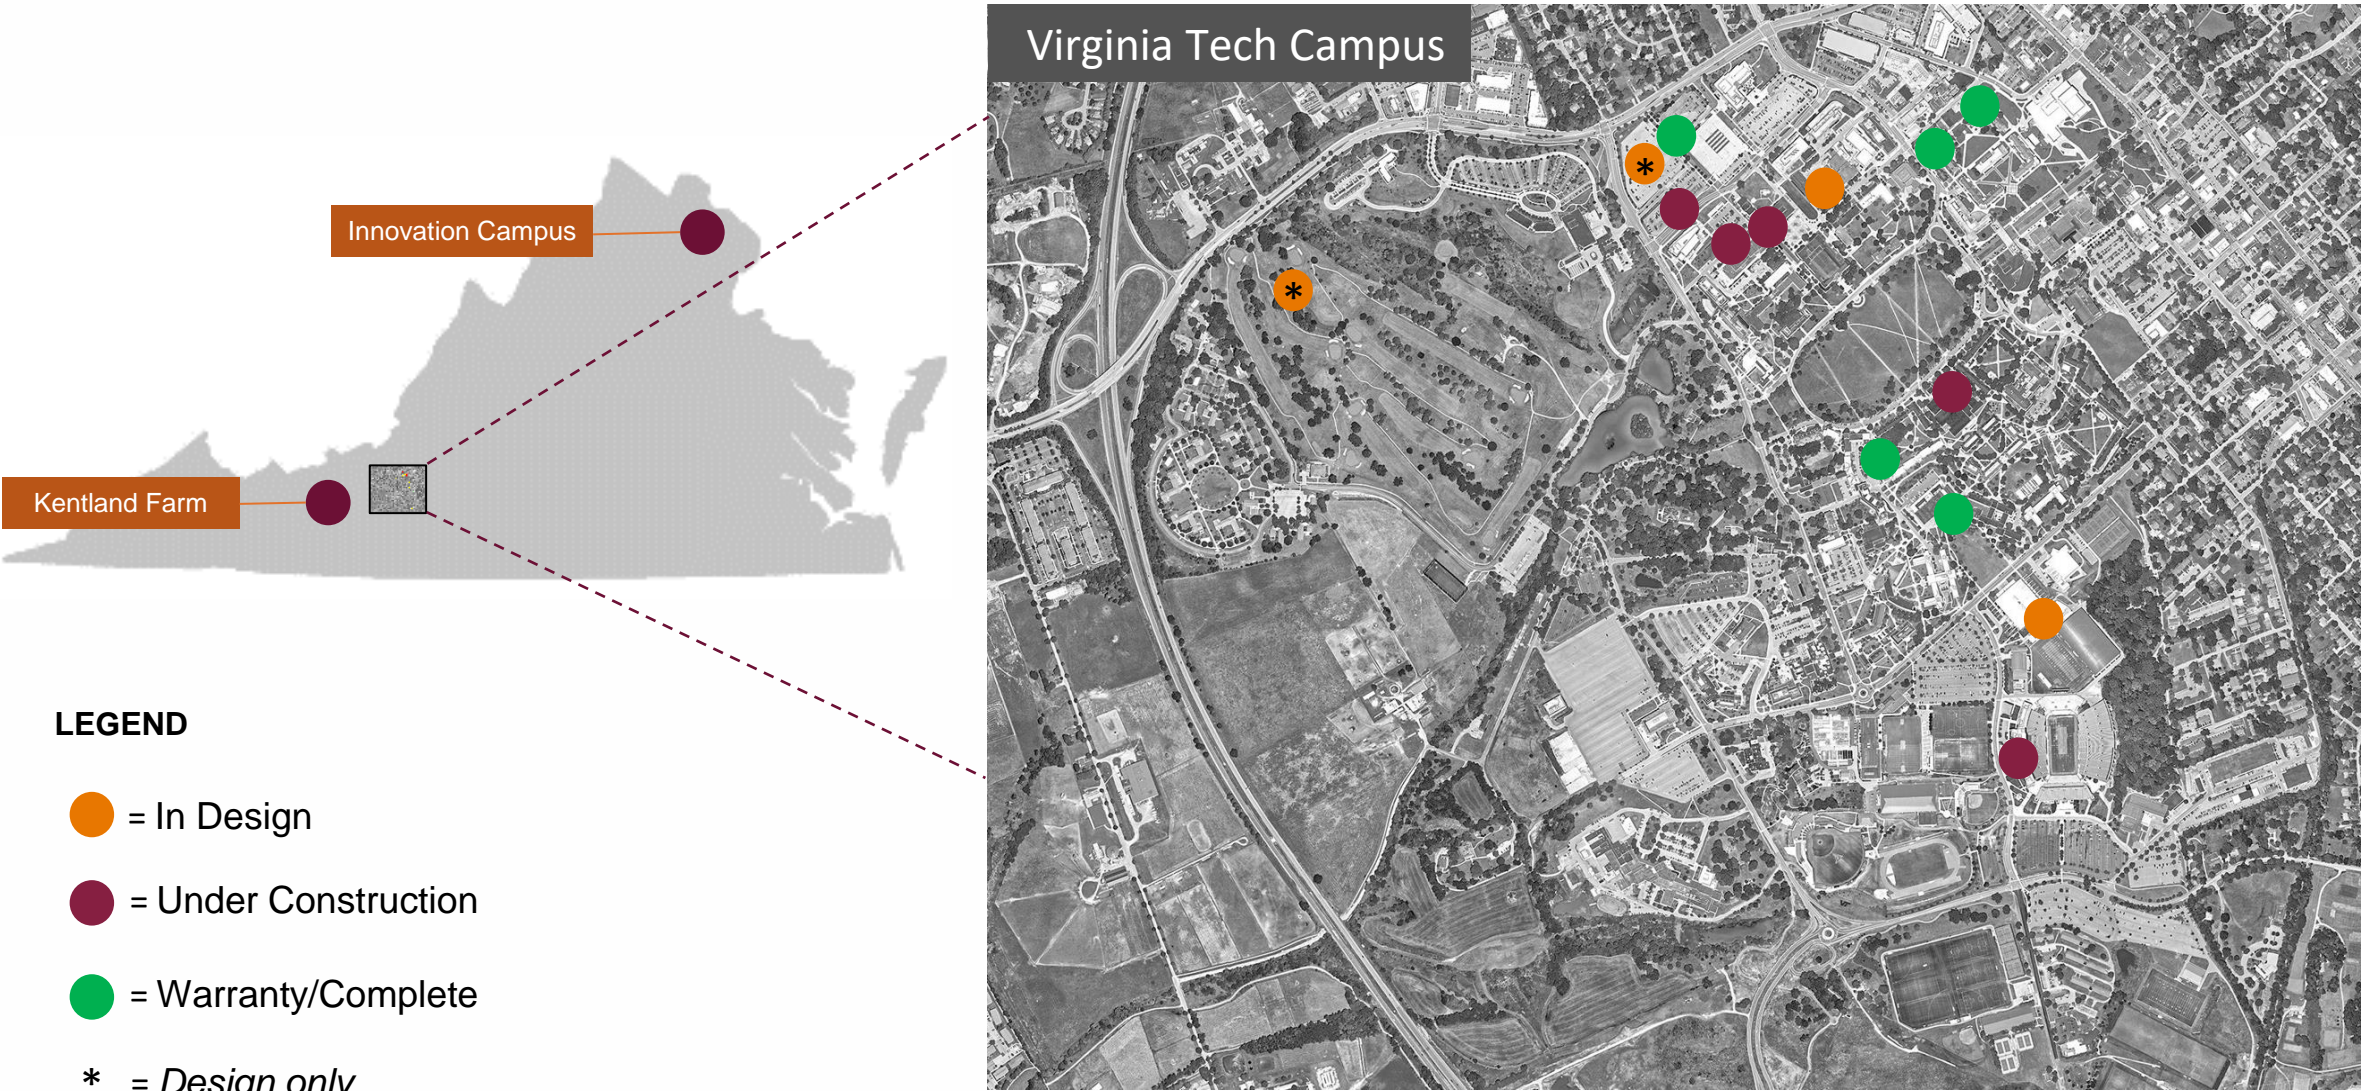 Virginia Tech Campus
Innovation Campus
Kentland Farm
LEGEND
= In Design
= Under Construction
= Warranty/Complete
* = Design only
*
*